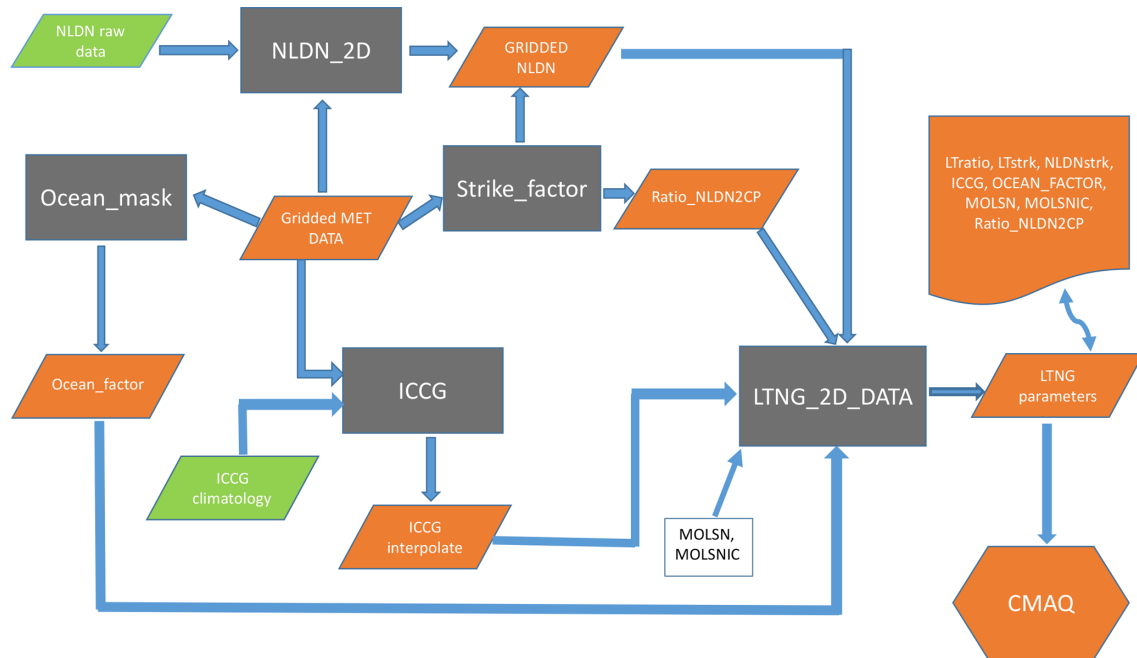 NLDN raw
data
NLDN_2D
GRIDDED
NLDN
LTratio, LTstrk, NLDNstrk,
ICCG, OCEAN_FACTOR,
MOLSN, MOLSNIC,
Ratio_NLDN2CP
Ocean_mask
Strike_factor
Ratio_NLDN2CP
Gridded MET
DATA
Ocean_factor
ICCG
LTNG_2D_DATA
LTNG
parameters
ICCG
climatology
ICCG
interpolate
MOLSN,
MOLSNIC
CMAQ